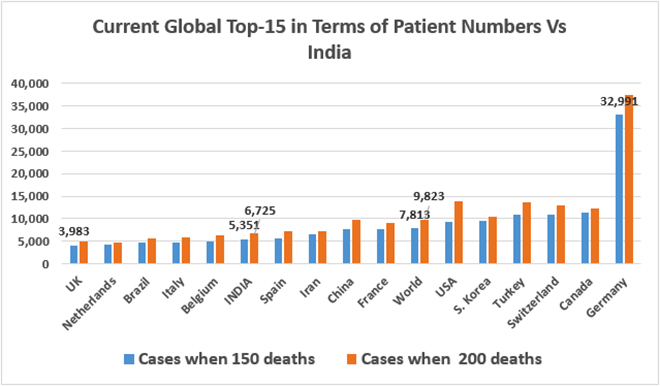 Current Global Top-15 in Terms of Patient Numbers Vs
India
40,000
35,000
30,000
25,000
20,000
15,000
10,000
5,000
0
3,983
5,351
6,725
7,813
9,823
32,991
UK
Netherlands
Brazil
Italy
Belgium
INDIA
Spain
Iran
China
France
World
USA
S. Korea
Turkey
Switzerland
Canada
Germany
Cases when 150 deaths
Cases when 200 deaths